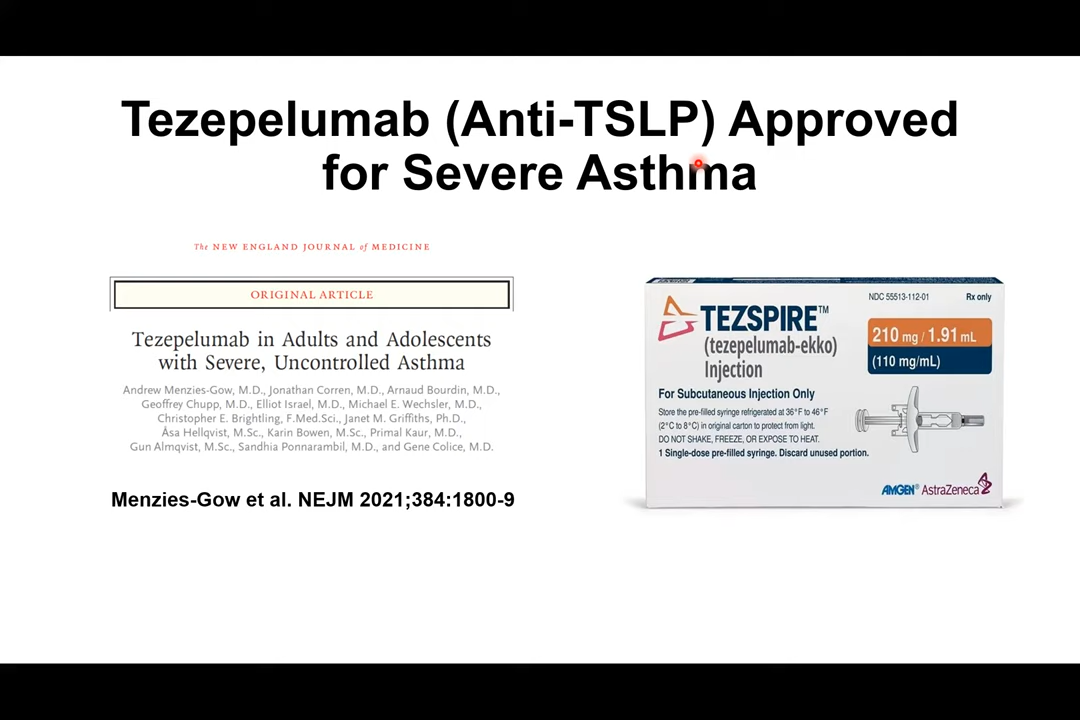 Tezepelumab (Anti-TSLP) Approved
for Severe Asthma
The NEW ENGLAND JOURNAL of MEDICINE
ORIGINAL ARTICLE
Tezepelumab in Adults and Adolescents
with Severe, Uncontrolled Asthma
Andrew Menzies-Gow, M.D., Jonathan Corren, M.D., Arnaud Bourdin, M.D.,
Geoffrey Chupp, M.D., Elliot Israel, M.D., Michael E. Wechsler, M.D.,
Christopher E. Brightling, F.Med.Sci., Janet M. Griffiths, Ph.D.,
Åsa Hellqvist, M.Sc., Karin Bowen, M.Sc., Primal Kaur, M.D.,
Gun Almqvist, M.Sc., Sandhia Ponnarambil, M.D., and Gene Colice, M.D.
Menzies-Gow et al. NEJM 2021;384:1800-9
NDC 55513-112-01 Rx only
TEZSPIRE™
(tezepelumab-ekko)
Injection
210 mg / 1.91 mL
(110 mg/mL)
For Subcutaneous Injection Only
Store the pre-filled syringe refrigerated at 36°F to 46°F
(2°C to 8°C) in original carton to protect from light.
DO NOT SHAKE, FREEZE, OR EXPOSE TO HEAT.
1 Single-dose pre-filled syringe. Discard unused portion.
AMGEN® AstraZeneca